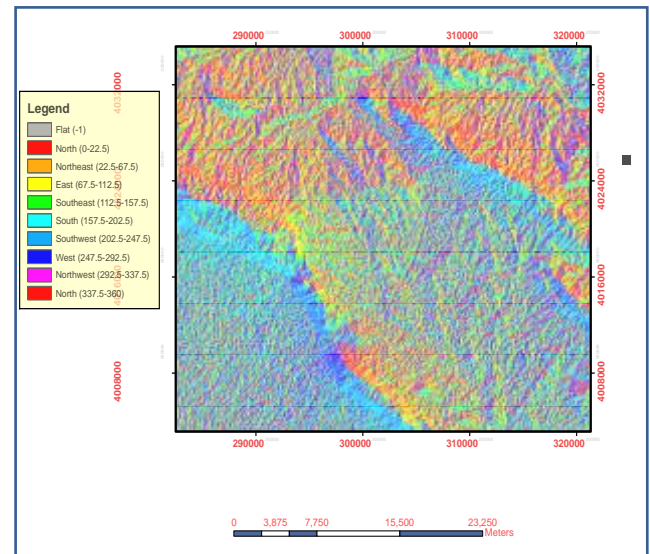 290000 300000 310000 320000
4032000
4032000
Legend
Flat (-1)
North (0-22.5)
Northeast (22.5-67.5)
East (67.5-112.5)
Southeast (112.5-157.5)
South (157.5-202.5)
Southwest (202.5-247.5)
West (247.5-292.5)
Northwest (292.5-337.5)
North (337.5-360)
4024000
4016000
4016000
4008000
4008000
290000 300000 310000 320000
0 3,875 7,750 15,500 23,250
Meters